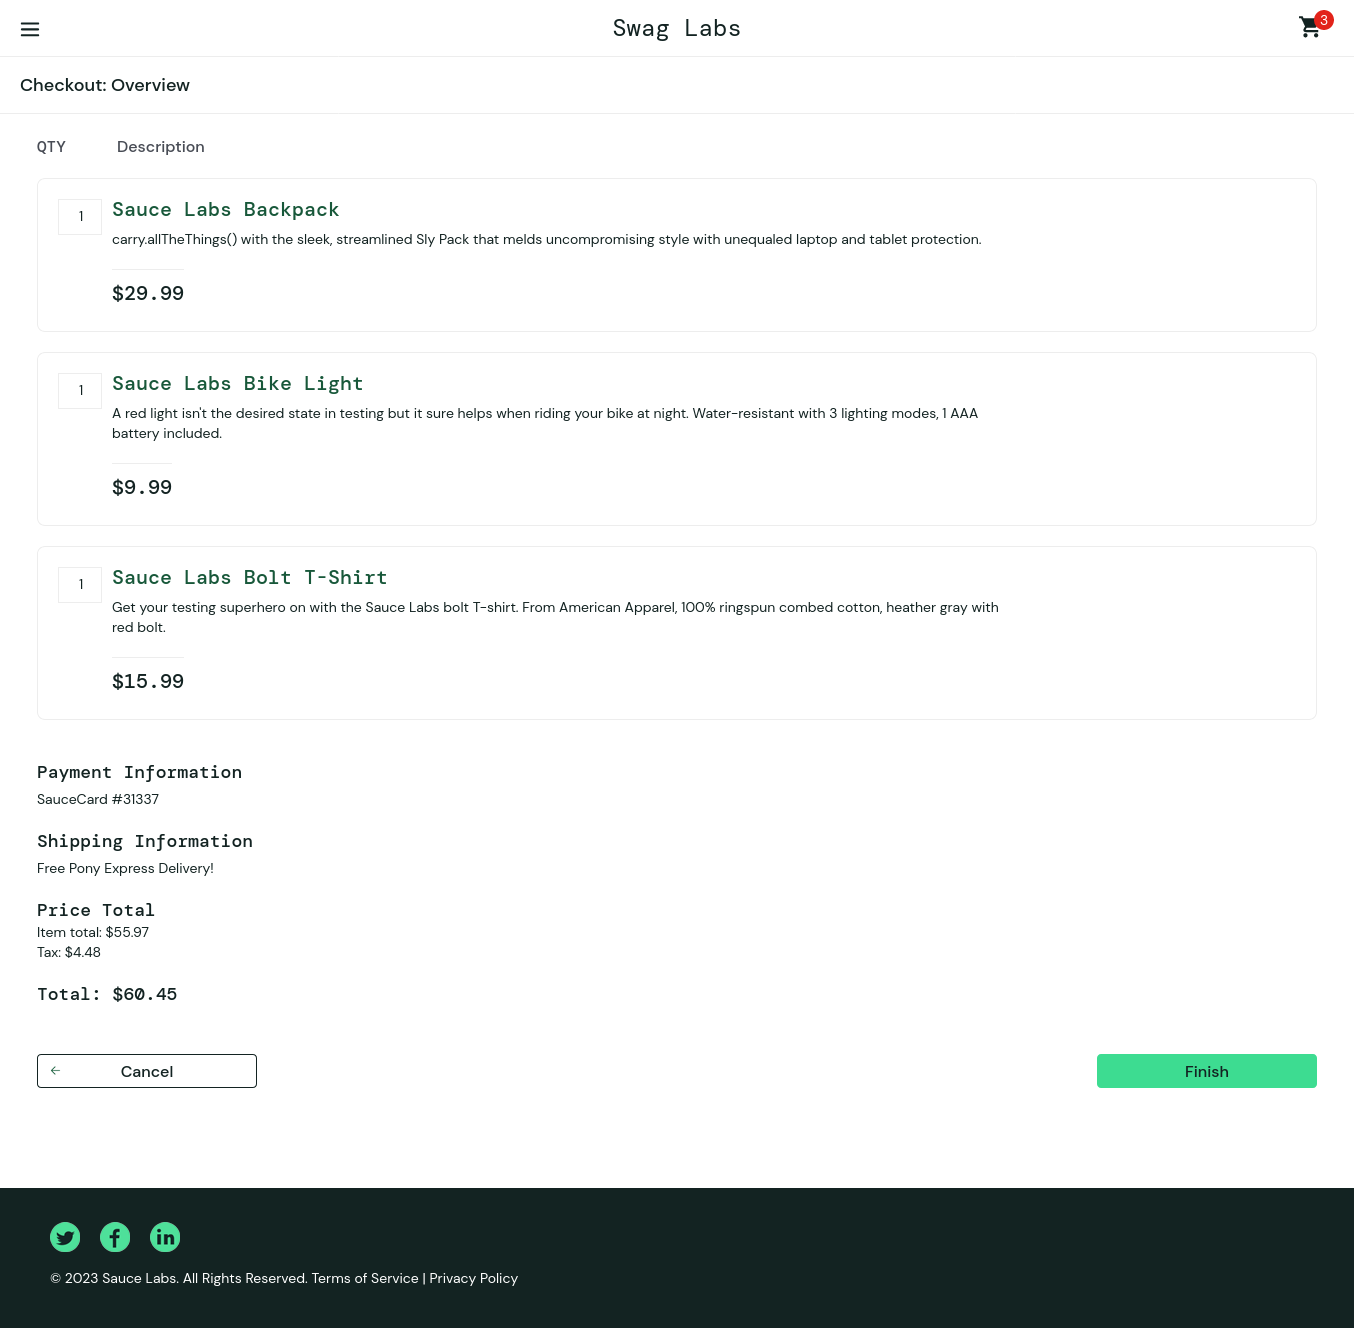 Swag Labs
3
Checkout: Overview
QTY Description
1
Sauce Labs Backpack
carry.allTheThings() with the sleek, streamlined Sly Pack that melds uncompromising style with unequaled laptop and tablet protection.
$29.99
1
Sauce Labs Bike Light
A red light isn't the desired state in testing but it sure helps when riding your bike at night. Water-resistant with 3 lighting modes, 1 AAA
battery included.
$9.99
1
Sauce Labs Bolt T-Shirt
Get your testing superhero on with the Sauce Labs bolt T-shirt. From American Apparel, 100% ringspun combed cotton, heather gray with
red bolt.
$15.99
Payment Information
SauceCard #31337
Shipping Information
Free Pony Express Delivery!
Price Total
Item total: $55.97
Tax: $4.48
Total: $60.45
Cancel
Finish
© 2023 Sauce Labs. All Rights Reserved. Terms of Service | Privacy Policy